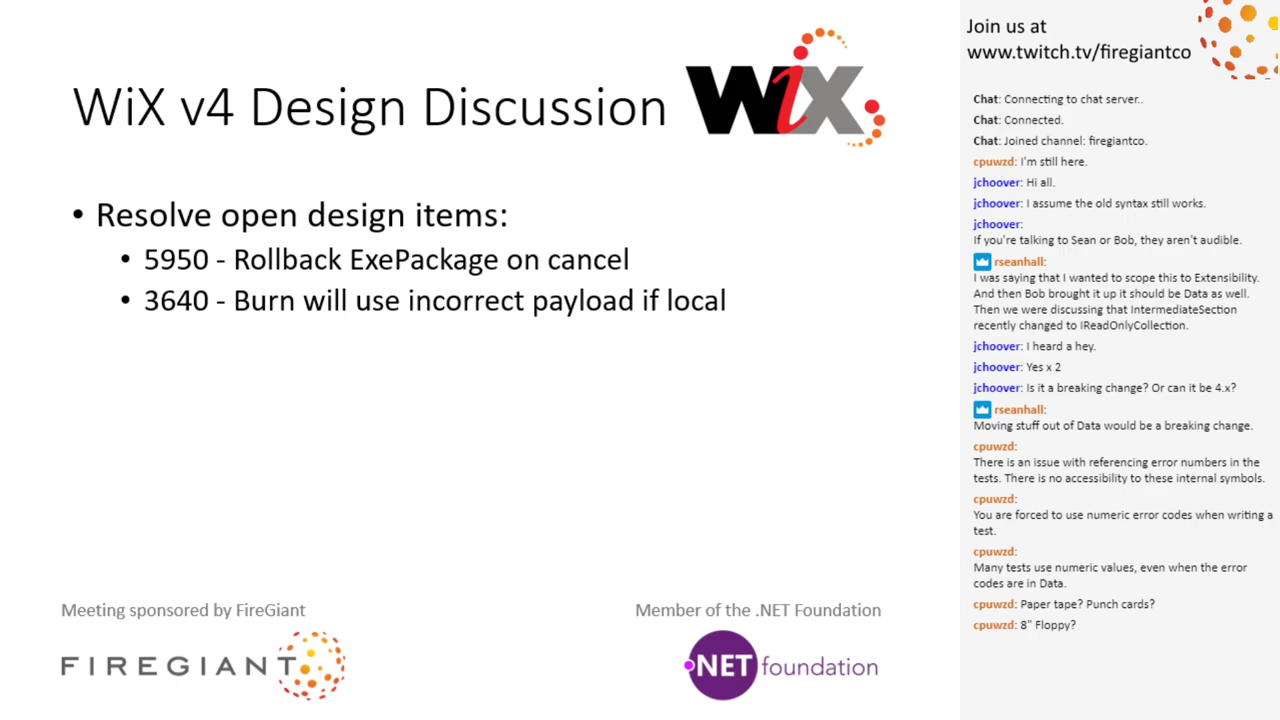 WiX v4 Design Discussion
WiX
• Resolve open design items:
• 5950 - Rollback ExePackage on cancel
• 3640 - Burn will use incorrect payload if local
Meeting sponsored by FireGiant
FIREGIANT
Member of the .NET Foundation
.NET foundation
Join us at
www.twitch.tv/firegiantco
Chat: Connecting to chat server..
Chat: Connected.
Chat: Joined channel: firegiantco.
cpuwzd: I'm still here.
jchoover: Hi all.
jchoover: I assume the old syntax still works.
jchoover:
If you're talking to Sean or Bob, they aren't audible.
rseanhall:
I was saying that I wanted to scope this to Extensibility.
And then Bob brought it up it should be Data as well.
Then we were discussing that IntermediateSection
recently changed to IReadOnlyCollection.
jchoover: I heard a hey.
jchoover: Yes x 2
jchoover: Is it a breaking change? Or can it be 4.x?
rseanhall:
Moving stuff out of Data would be a breaking change.
cpuwzd:
There is an issue with referencing error numbers in the
tests. There is no accessibility to these internal symbols.
cpuwzd:
You are forced to use numeric error codes when writing a
test.
cpuwzd:
Many tests use numeric values, even when the error
codes are in Data.
cpuwzd: Paper tape? Punch cards?
cpuwzd: 8" Floppy?